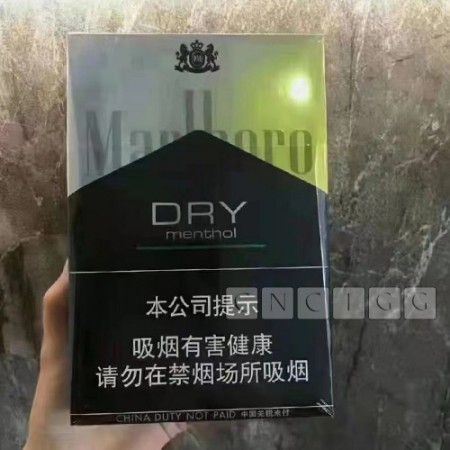 Marlboro
DRY
menthol
本公司提示
CNCIGG
吸烟有害健康
请勿在禁烟场所吸烟
CHINA DUTY NOT PAID 中国关税未付